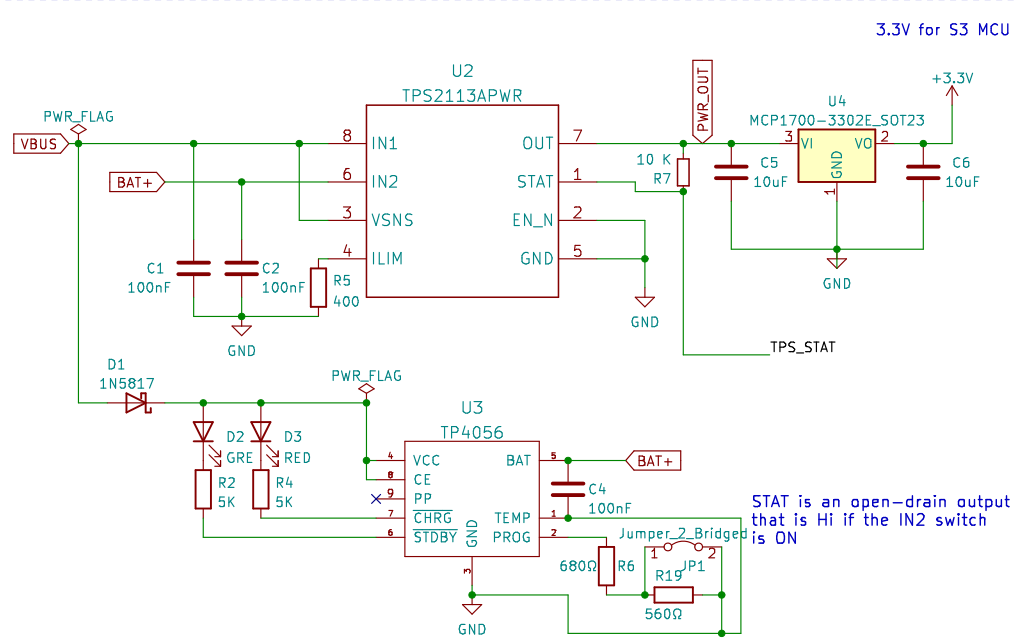 3.3V for S3 MCU
U2
TPS2113APWR
PWR_FLAG
VBUS
BAT+
8 IN1
6 IN2
3 VSNS
4 ILIM
OUT 7
STAT 1
EN_N 2
GND 5
PWR_OUT
10 K
R7
C5
10uF
U4
MCP1700-3302E_SOT23
3 VI
VO 2
GND
1
+3.3V
C6
10uF
GND
C1
100nF
C2
100nF
R5
400
GND
GND
TPS_STAT
D1
1N5817
PWR_FLAG
D2
GRE
D3
RED
R2
5K
R4
5K
U3
TP4056
4 VCC
8 CE
9 PP
7 CHRG
6 STDBY
GND
3
BAT 5
TEMP 1
PROG 2
BAT+
C4
100nF
Jumper_2_Bridged
1 2
JP1
680Ω R6
R19
560Ω
GND
STAT is an open-drain output
that is Hi if the IN2 switch
is ON